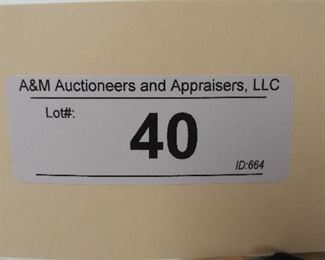 A&M Auctioneers and Appraisers, LLC
Lot#:
40
ID:664